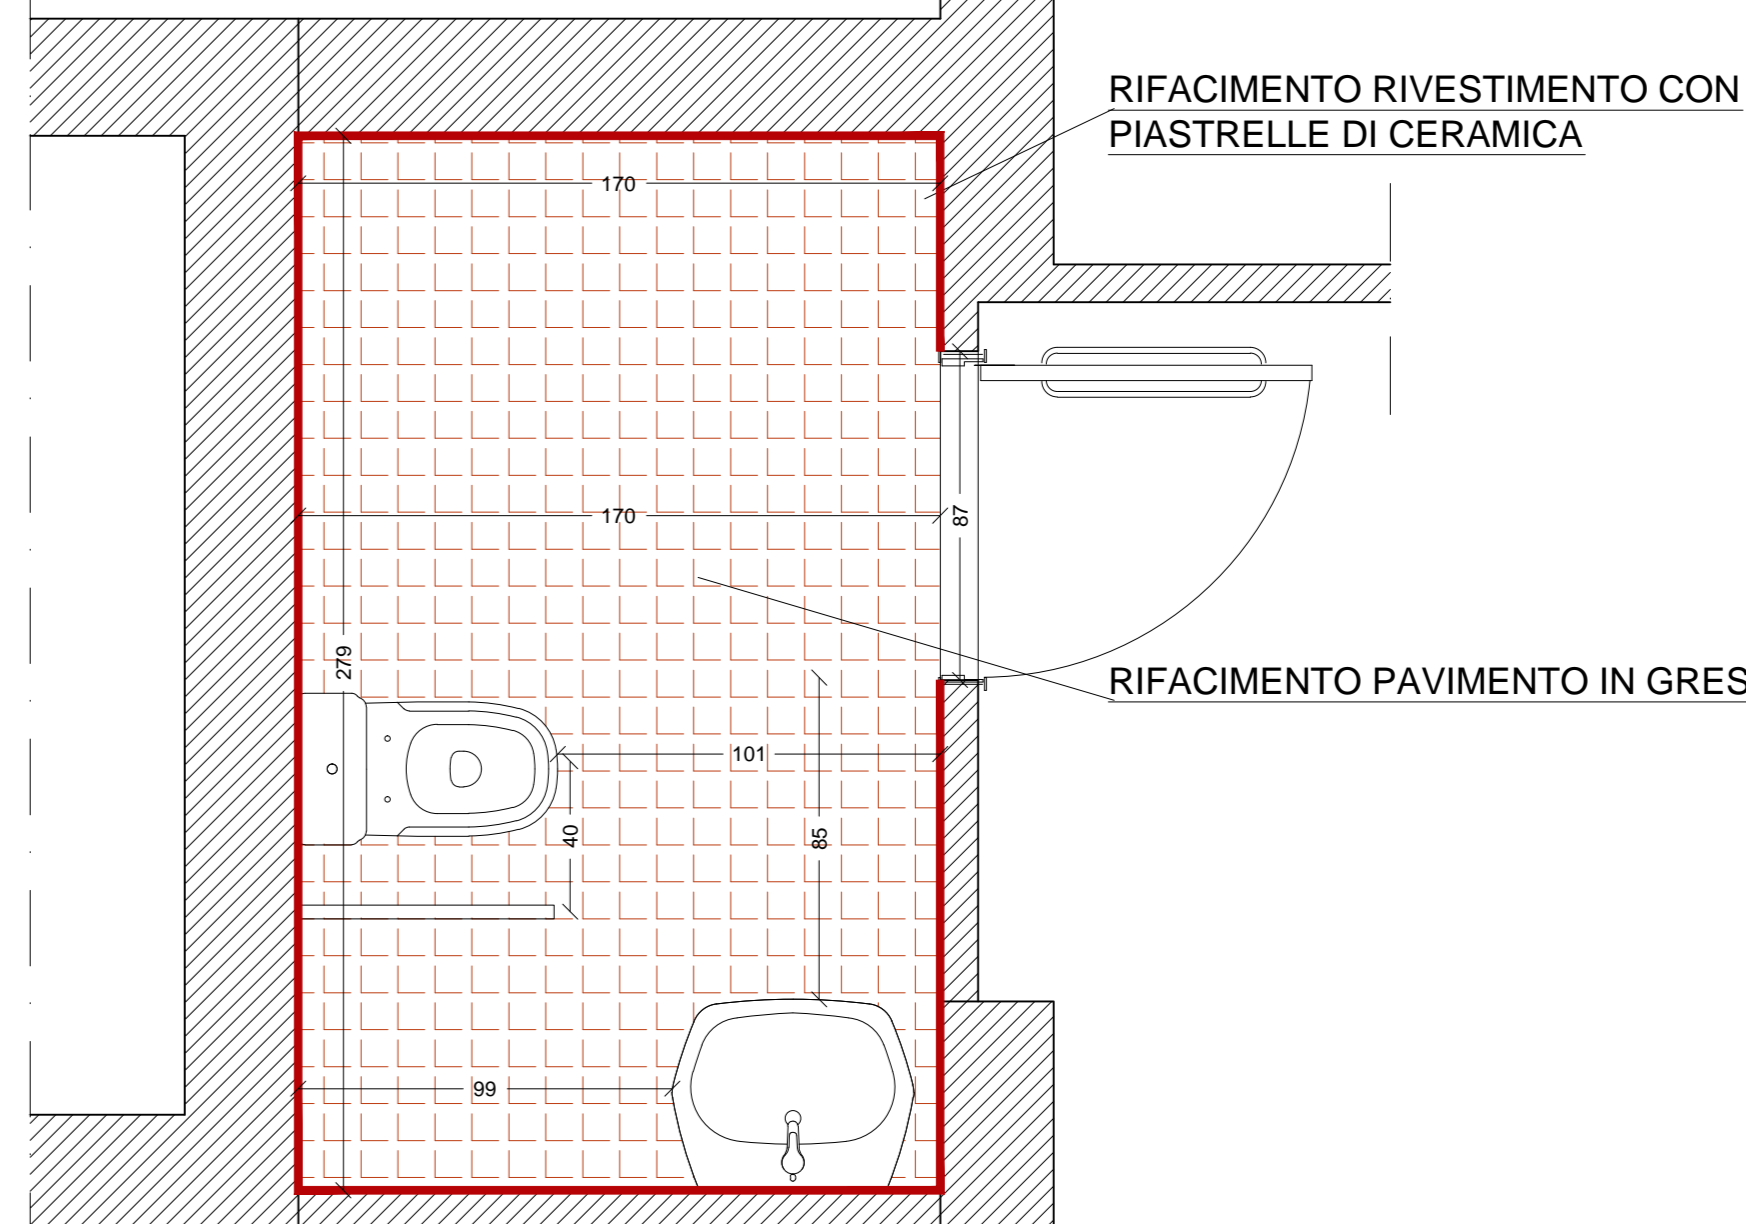 RIFACIMENTO RIVESTIMENTO CON
PIASTRELLE DI CERAMICA
170
170
87
279
RIFACIMENTO PAVIMENTO IN GRES
101
40
85
99